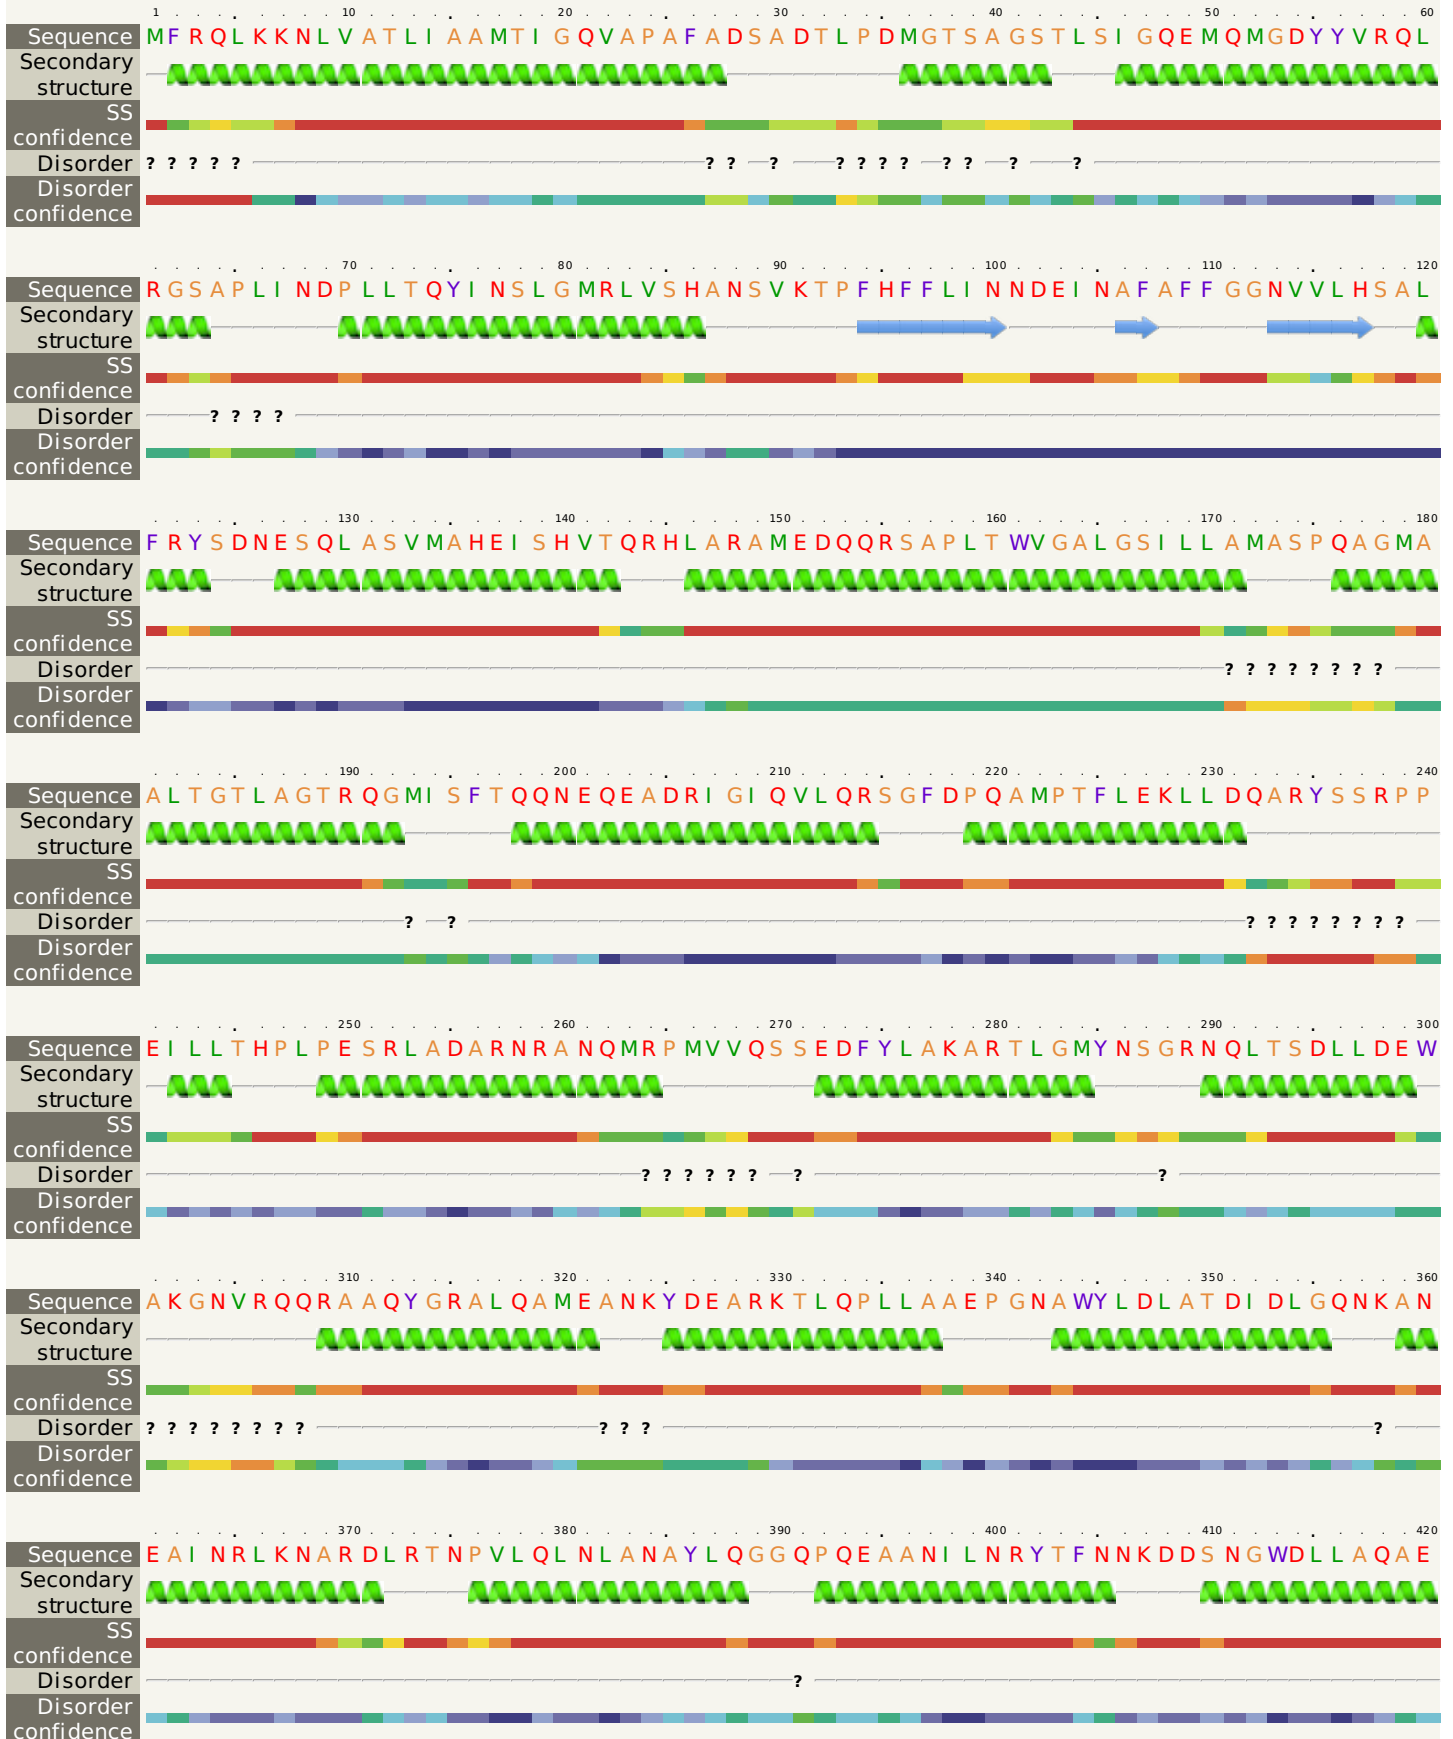 1 . . . . . . . . 10 . . . . . . . . . 20 . . . . . . . . . 30 . . . . . . . . . 40 . . . . . . . . . 50 . . . . . . . . . 60
Sequence MFRQLKKNLVATLIAAMTIGQVAPAFADSADTLPDMGTSAGSTLSIGQEMQMGDYYVRQL
Secondary
structure
SS
confidence
Disorder ? ? ? ? ? ? ? ? ? ? ? ? ? ? ? ?
Disorder
confidence
. . . . . . . . . 70 . . . . . . . . . 80 . . . . . . . . . 90 . . . . . . . . . 100 . . . . . . . . . 110 . . . . . . . . . 120
Sequence RGSAPLINDPLLTQYINSLGMRLVSHANSVKTPFHFFLINNDEINAFAFFGGNVVLHSAL
Secondary
structure
SS
confidence
Disorder ? ? ? ?
Disorder
confidence
. . . . . . . . . 130 . . . . . . . . . 140 . . . . . . . . . 150 . . . . . . . . . 160 . . . . . . . . . 170 . . . . . . . . . 180
Sequence FRYSDNESQLASVMAHEISHVTQRHLARAMEDQQRSAPLTWVGALGSILLAMASPQAGMA
Secondary
structure
SS
confidence
Disorder ? ? ? ? ? ? ? ?
Disorder
confidence
. . . . . . . . . 190 . . . . . . . . . 200 . . . . . . . . . 210 . . . . . . . . . 220 . . . . . . . . . 230 . . . . . . . . . 240
Sequence ALTGTLAGTRQGMISFTQQNEQEADRIGIQVLQRSGFDPQAMPTFLEKLLDQARYSSRPP
Secondary
structure
SS
confidence
Disorder ? ? ? ? ? ? ? ? ? ?
Disorder
confidence
. . . . . . . . . 250 . . . . . . . . . 260 . . . . . . . . . 270 . . . . . . . . . 280 . . . . . . . . . 290 . . . . . . . . . 300
Sequence EILLTHPLPESRLADARNRANQMRPMVVQSSEDFYLAKARTLGMYNSGRNQLTSDLLDEW
Secondary
structure
SS
confidence
Disorder ? ? ? ? ? ? ? ?
Disorder
confidence
. . . . . . . . . 310 . . . . . . . . . 320 . . . . . . . . . 330 . . . . . . . . . 340 . . . . . . . . . 350 . . . . . . . . . 360
Sequence AKGNVRQQRAAQYGRALQAMEANKYDEARKTLQPLLAAEPGNAWYLDLATDIDLGQNKAN
Secondary
structure
SS
confidence
Disorder ? ? ? ? ? ? ? ? ? ? ? ?
Disorder
confidence
. . . . . . . . . 370 . . . . . . . . . 380 . . . . . . . . . 390 . . . . . . . . . 400 . . . . . . . . . 410 . . . . . . . . . 420
Sequence EAINRLKNARDLRTNPVLQLNLANAYLQGGQPQEAANILNRYTFNNKDDSNGWDLLAQAE
Secondary
structure
SS
confidence
Disorder ?
Disorder
confidence